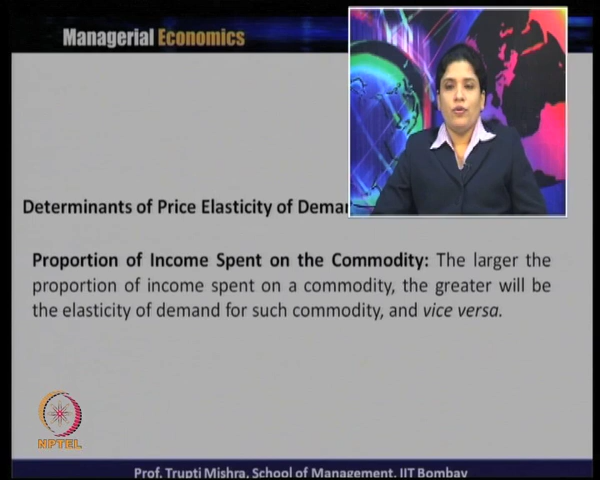 Managerial Economics
Determinants of Price Elasticity of Deman
Proportion of Income Spent on the Commodity: The larger the
proportion of income spent on a commodity, the greater will be
the elasticity of demand for such commodity, and vice versa.
NPTEL
Prof. Trupti Mishra, School of Management, IIT Bombay